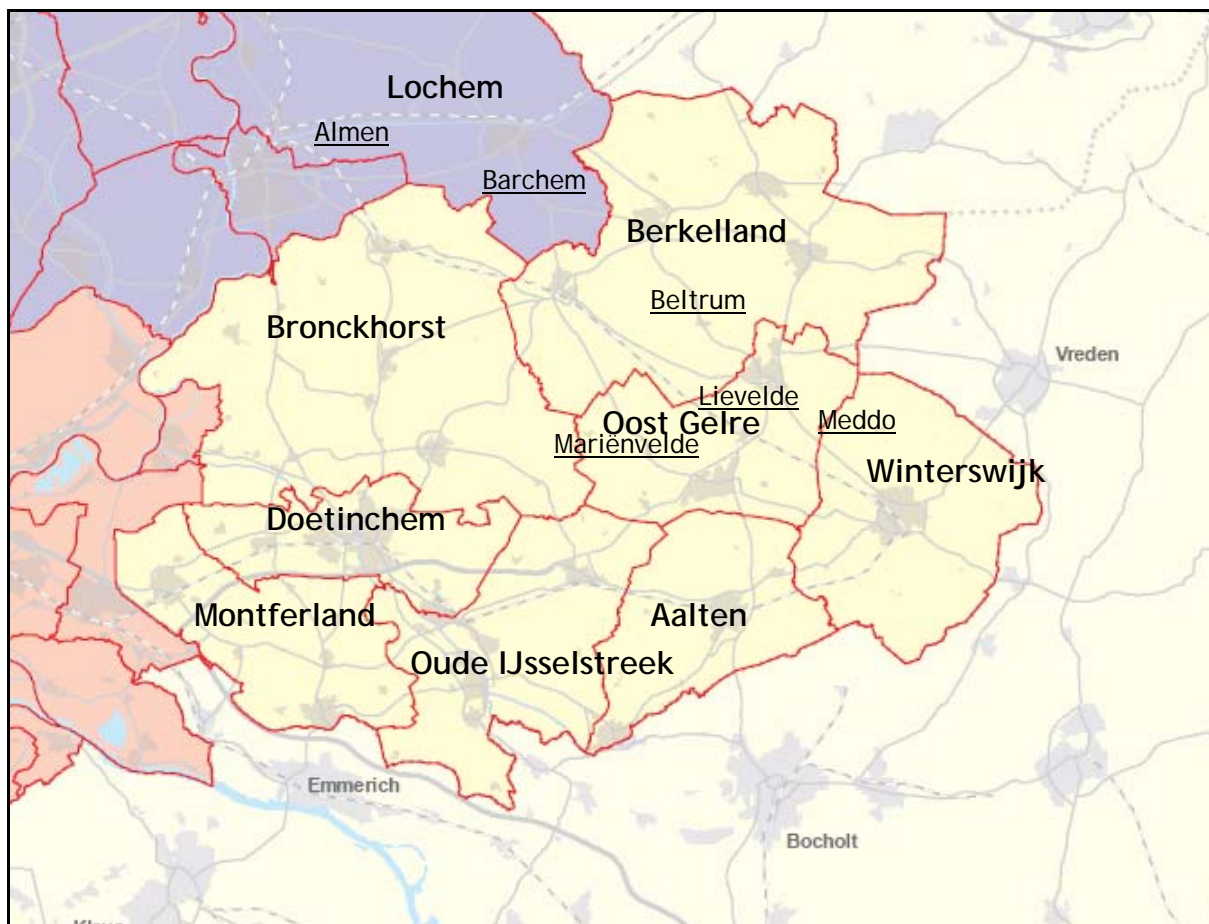 Lochem
Almen
Barchem
Berkelland
Beltrum
Bronckhorst
Vreden
Lievelde
Oost Gelre
Meddo
Mariënvelde
Winterswijk
Doetinchem
Montferland
Aalten
Oude IJsselstreek
Emmerich
Bocholt